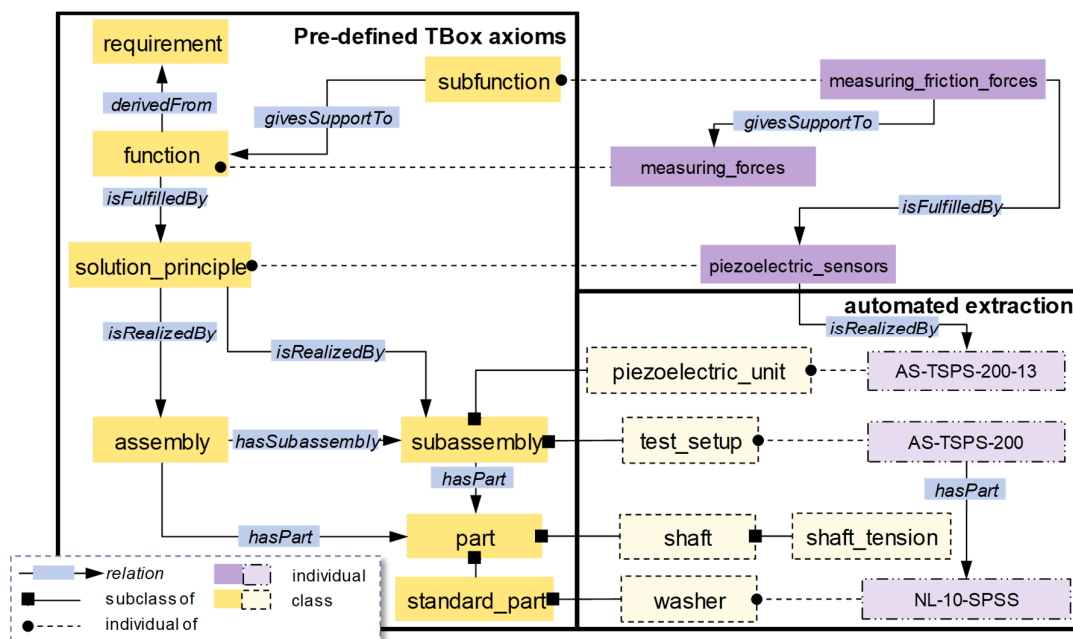 requirement
Pre-defined TBox axioms
subfunction
measuring_friction_forces
derivedFrom
givesSupportTo
givesSupportTo
function
measuring_forces
isFulfilledBy
isFulfilledBy
solution_principle
piezoelectric_sensors
automated extraction
isRealizedBy
isRealizedBy
isRealizedBy
piezoelectric_unit
AS-TSPS-200-13
assembly
hasSubassembly
subassembly
test_setup
AS-TSPS-200
hasPart
hasPart
hasPart
part
shaft
shaft_tension
standard_part
washer
NL-10-SPSS
relation
individual
subclass of
class
individual of